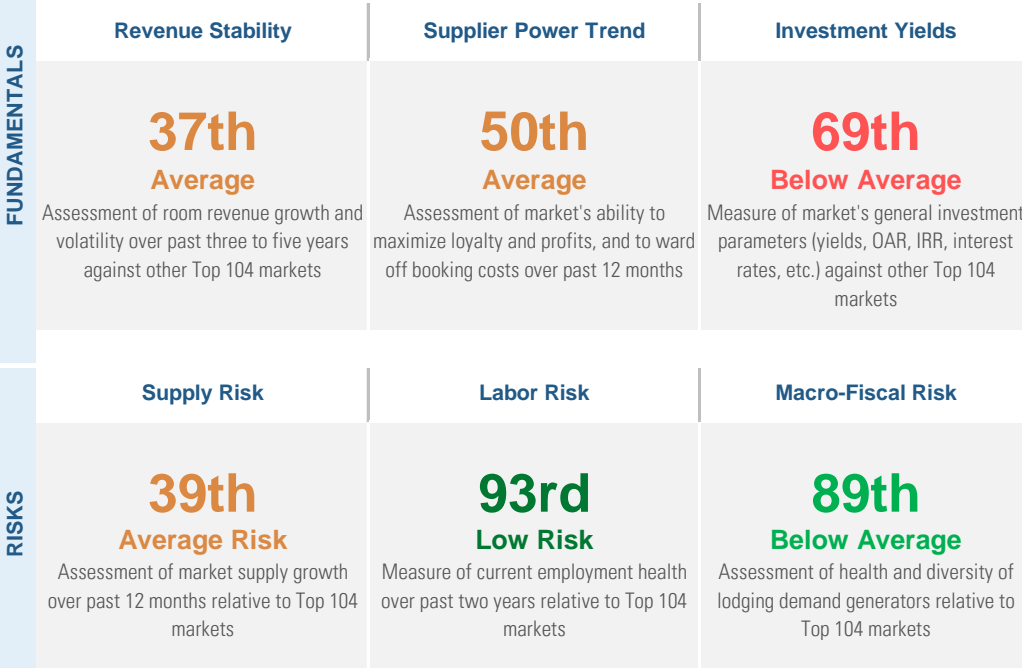 FUNDAMENTALS
Revenue Stability
37th
Average
Assessment of room revenue growth and
volatility over past three to five years
against other Top 104 markets
Supplier Power Trend
50th
Average
Assessment of market's ability to
maximize loyalty and profits, and to ward
off booking costs over past 12 months
Investment Yields
69th
Below Average
Measure of market's general investment
parameters (yields, OAR, IRR, interest
rates, etc.) against other Top 104
markets
RISKS
Supply Risk
39th
Average Risk
Assessment of market supply growth
over past 12 months relative to Top 104
markets
Labor Risk
93rd
Low Risk
Measure of current employment health
over past two years relative to Top 104
markets
Macro-Fiscal Risk
89th
Below Average
Assessment of health and diversity of
lodging demand generators relative to
Top 104 markets